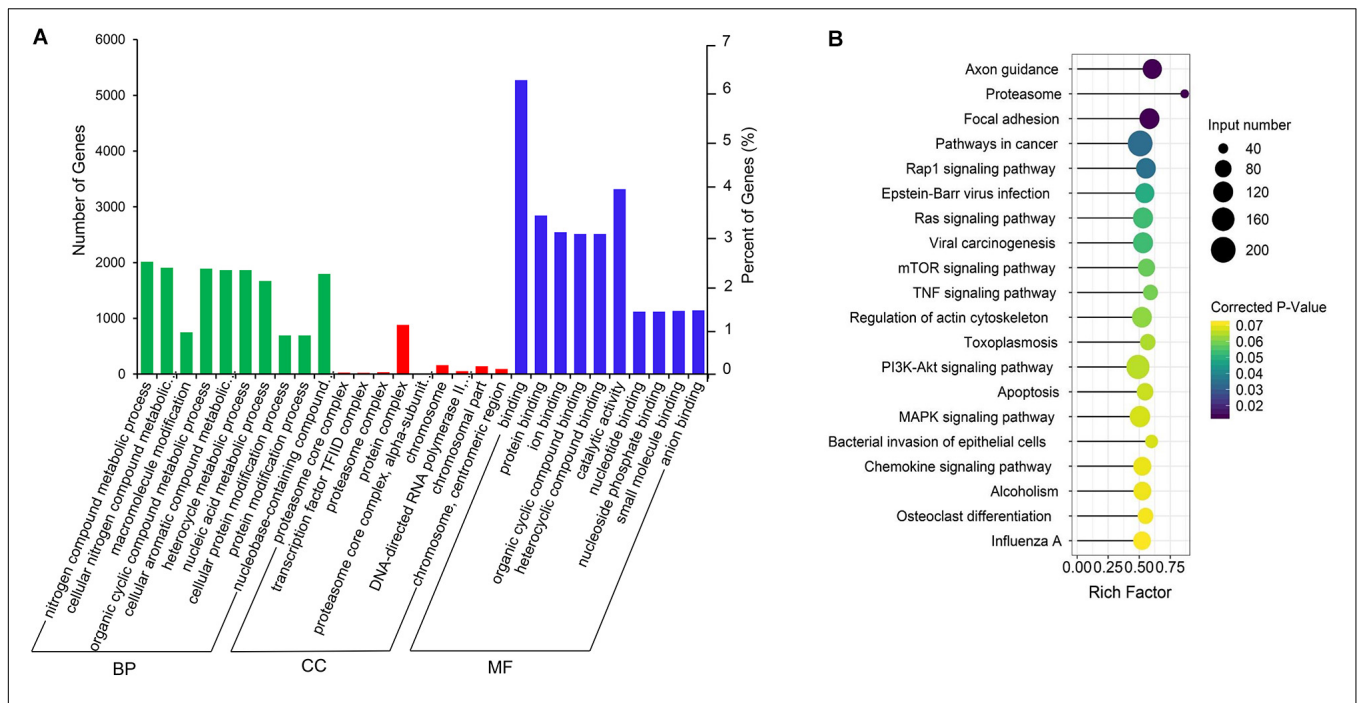 A
Number of Genes
6000
5000
4000
3000
2000
1000
0
7
6
5
4
3
2
1
0
Percent of Genes (%)
nitrogen compound metabolic process
cellular nitrogen compound metabolic...
macromolecule modification
organic cyclic compound metabolic process
cellular aromatic compound metabolic...
heterocycle metabolic process
nucleic acid metabolic process
cellular protein modification process
protein modification process
nucleobase-containing compound...
proteasome core complex
transcription factor TFIID complex
proteasome complex
protein complex
proteasome core complex, alpha-subunit...
chromosome
DNA-directed RNA polymerase II...
chromosomal part
chromosome, centromeric region
binding
protein binding
ion binding
organic cyclic compound binding
heterocyclic compound binding
catalytic activity
nucleotide binding
nucleoside phosphate binding
small molecule binding
anion binding
BP
CC
MF
B
Axon guidance
Proteasome
Focal adhesion
Pathways in cancer
Rap1 signaling pathway
Epstein-Barr virus infection
Ras signaling pathway
Viral carcinogenesis
mTOR signaling pathway
TNF signaling pathway
Regulation of actin cytoskeleton
Toxoplasmosis
PI3K-Akt signaling pathway
Apoptosis
MAPK signaling pathway
Bacterial invasion of epithelial cells
Chemokine signaling pathway
Alcoholism
Osteoclast differentiation
Influenza A
0.000 0.250 0.500 0.75
Rich Factor
Input number
40
80
120
160
200
Corrected P-Value
0.07
0.06
0.05
0.04
0.03
0.02